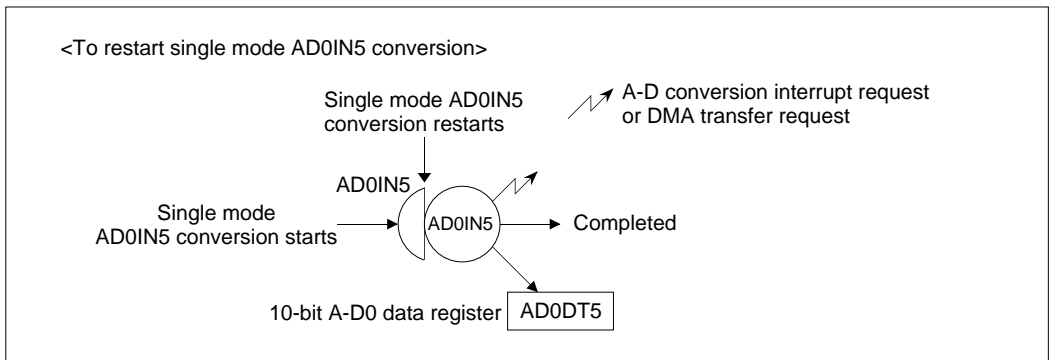 <To restart single mode AD0IN5 conversion>
Single mode AD0IN5
conversion restarts
A-D conversion interrupt request
or DMA transfer request
AD0IN5
Single mode
AD0IN5 conversion starts
AD0IN5
Completed
10-bit A-D0 data register
AD0DT5